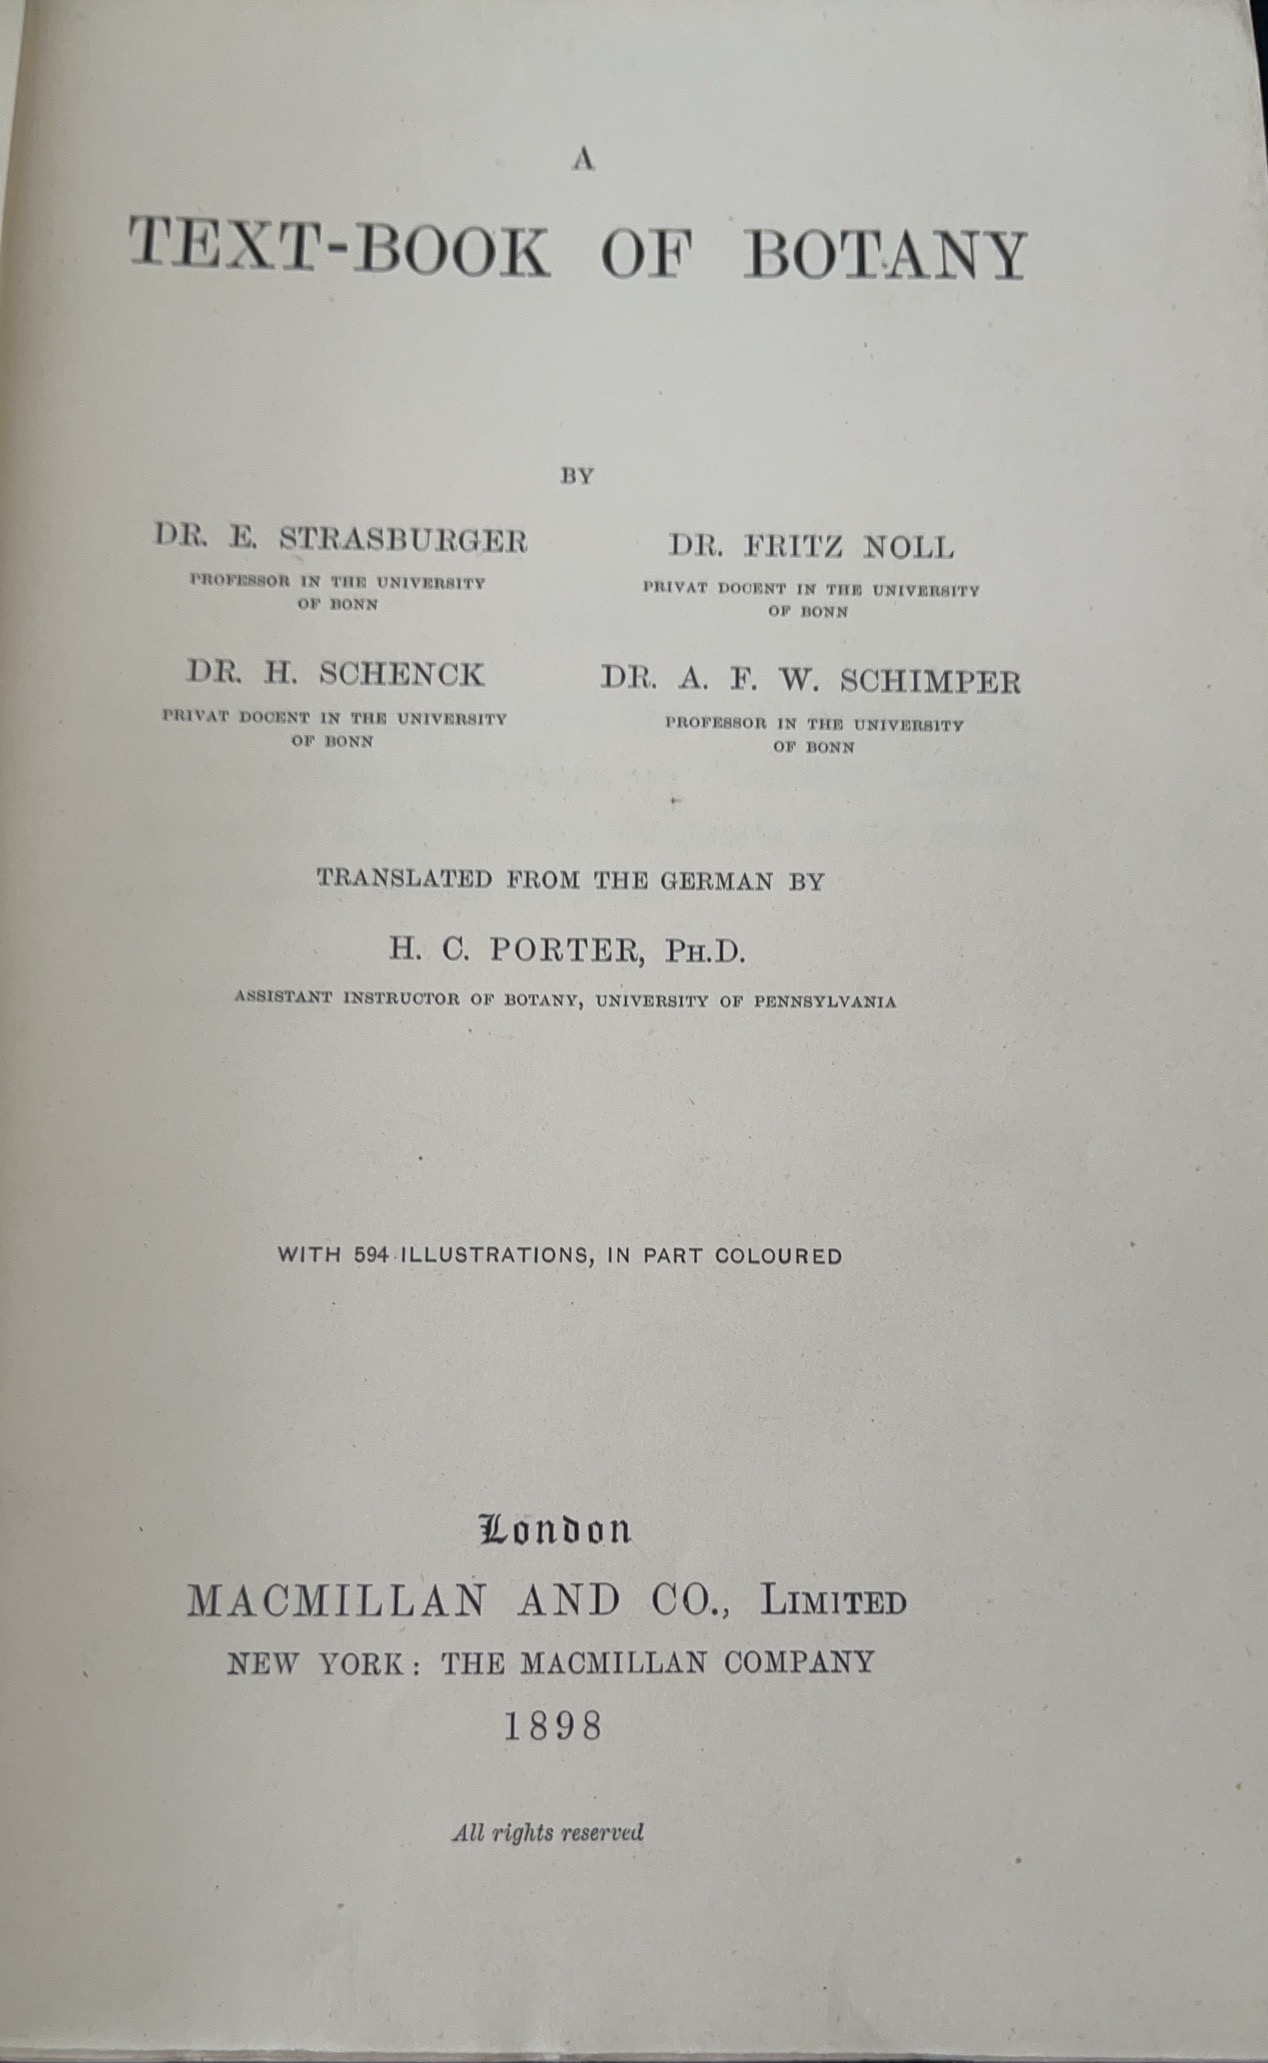 A
TEXT-BOOK OF BOTANY
BY
DR. E. STRASBURGER
PROFESSOR IN THE UNIVERSITY
OF BONN
DR. FRITZ NOLL
PRIVAT DOCENT IN THE UNIVERSITY
OF BONN
DR. H. SCHENCK
PRIVAT DOCENT IN THE UNIVERSITY
OF BONN
DR. A. F. W. SCHIMPER
PROFESSOR IN THE UNIVERSITY
OF BONN
TRANSLATED FROM THE GERMAN BY
H. C. PORTER, PH.D.
ASSISTANT INSTRUCTOR OF BOTANY, UNIVERSITY OF PENNSYLVANIA
WITH 594 ILLUSTRATIONS, IN PART COLOURED
London
MACMILLAN AND CO., LIMITED
NEW YORK: THE MACMILLAN COMPANY
1898
All rights reserved